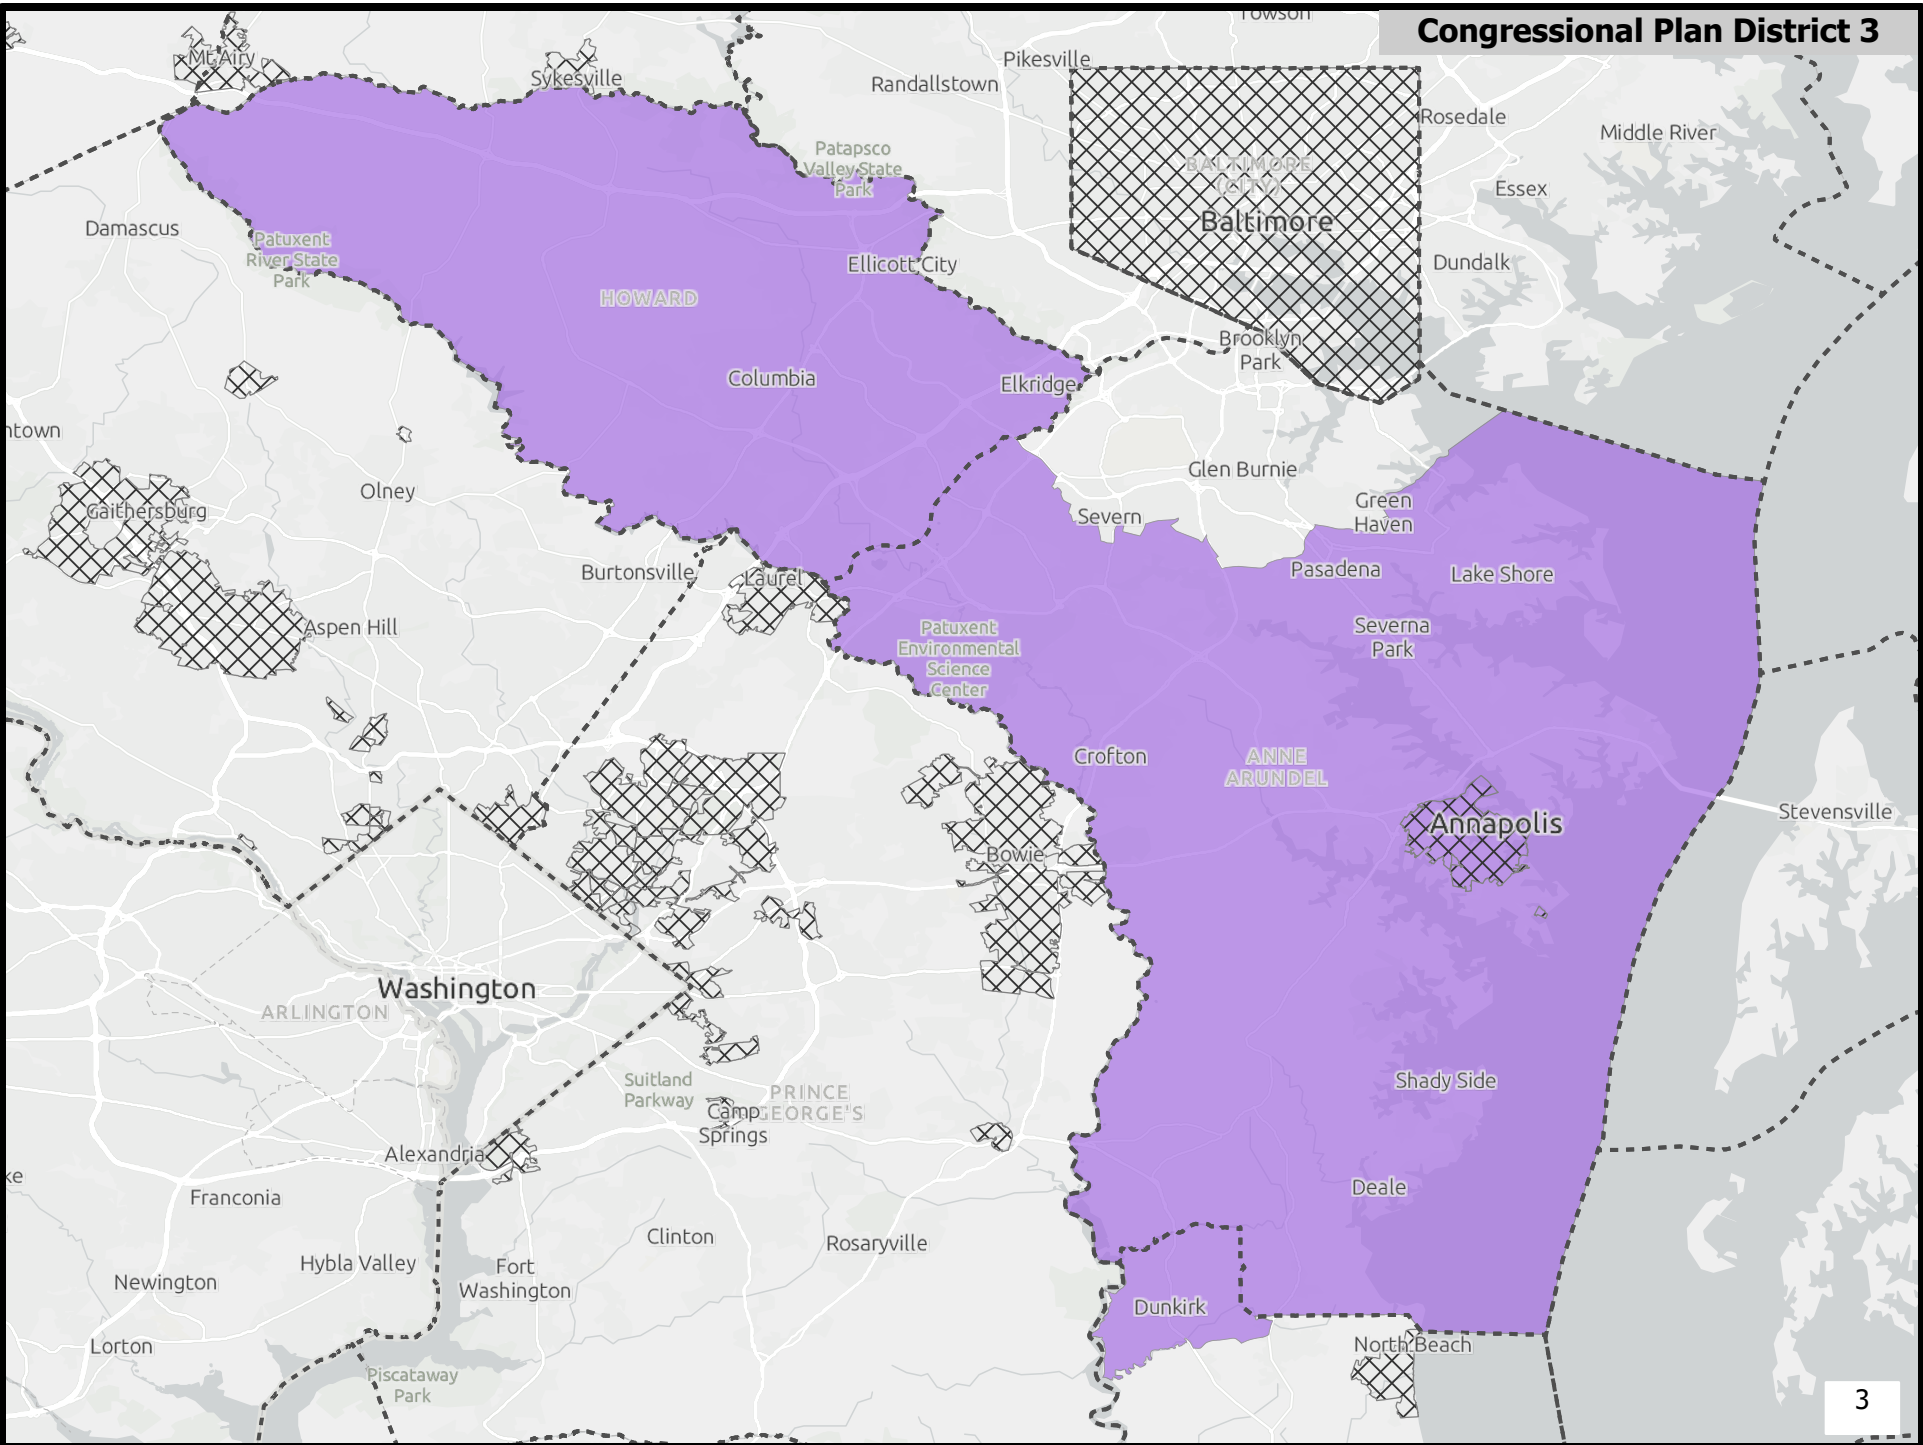 Towson
Congressional Plan District 3
Mt Airy
Sykesville
Pikesville
Randallstown
Rosedale
Middle River
Patapsco
Valley State
Park
BALTIMORE
(CITY)
Baltimore
Essex
Damascus
Patuxent
River State
Park
Ellicott City
Dundalk
HOWARD
Brooklyn
Park
Columbia
Elkridge
ntown
Glen Burnie
Olney
Gaithersburg
Green
Haven
Severn
Burtonsville
Laurel
Pasadena
Lake Shore
Aspen Hill
Patuxent
Environmental
Science
Center
Severna
Park
Crofton
ANNE
ARUNDEL
Stevensville
Annapolis
Bowie
Washington
ARLINGTON
Suitland
Parkway
PRINCE
GEORGE'S
Camp
Springs
Shady Side
Alexandria
ke
Franconia
Deale
Clinton
Rosaryville
Hybla Valley
Fort
Washington
Newington
Dunkirk
Lorton
North Beach
Piscataway
Park
3